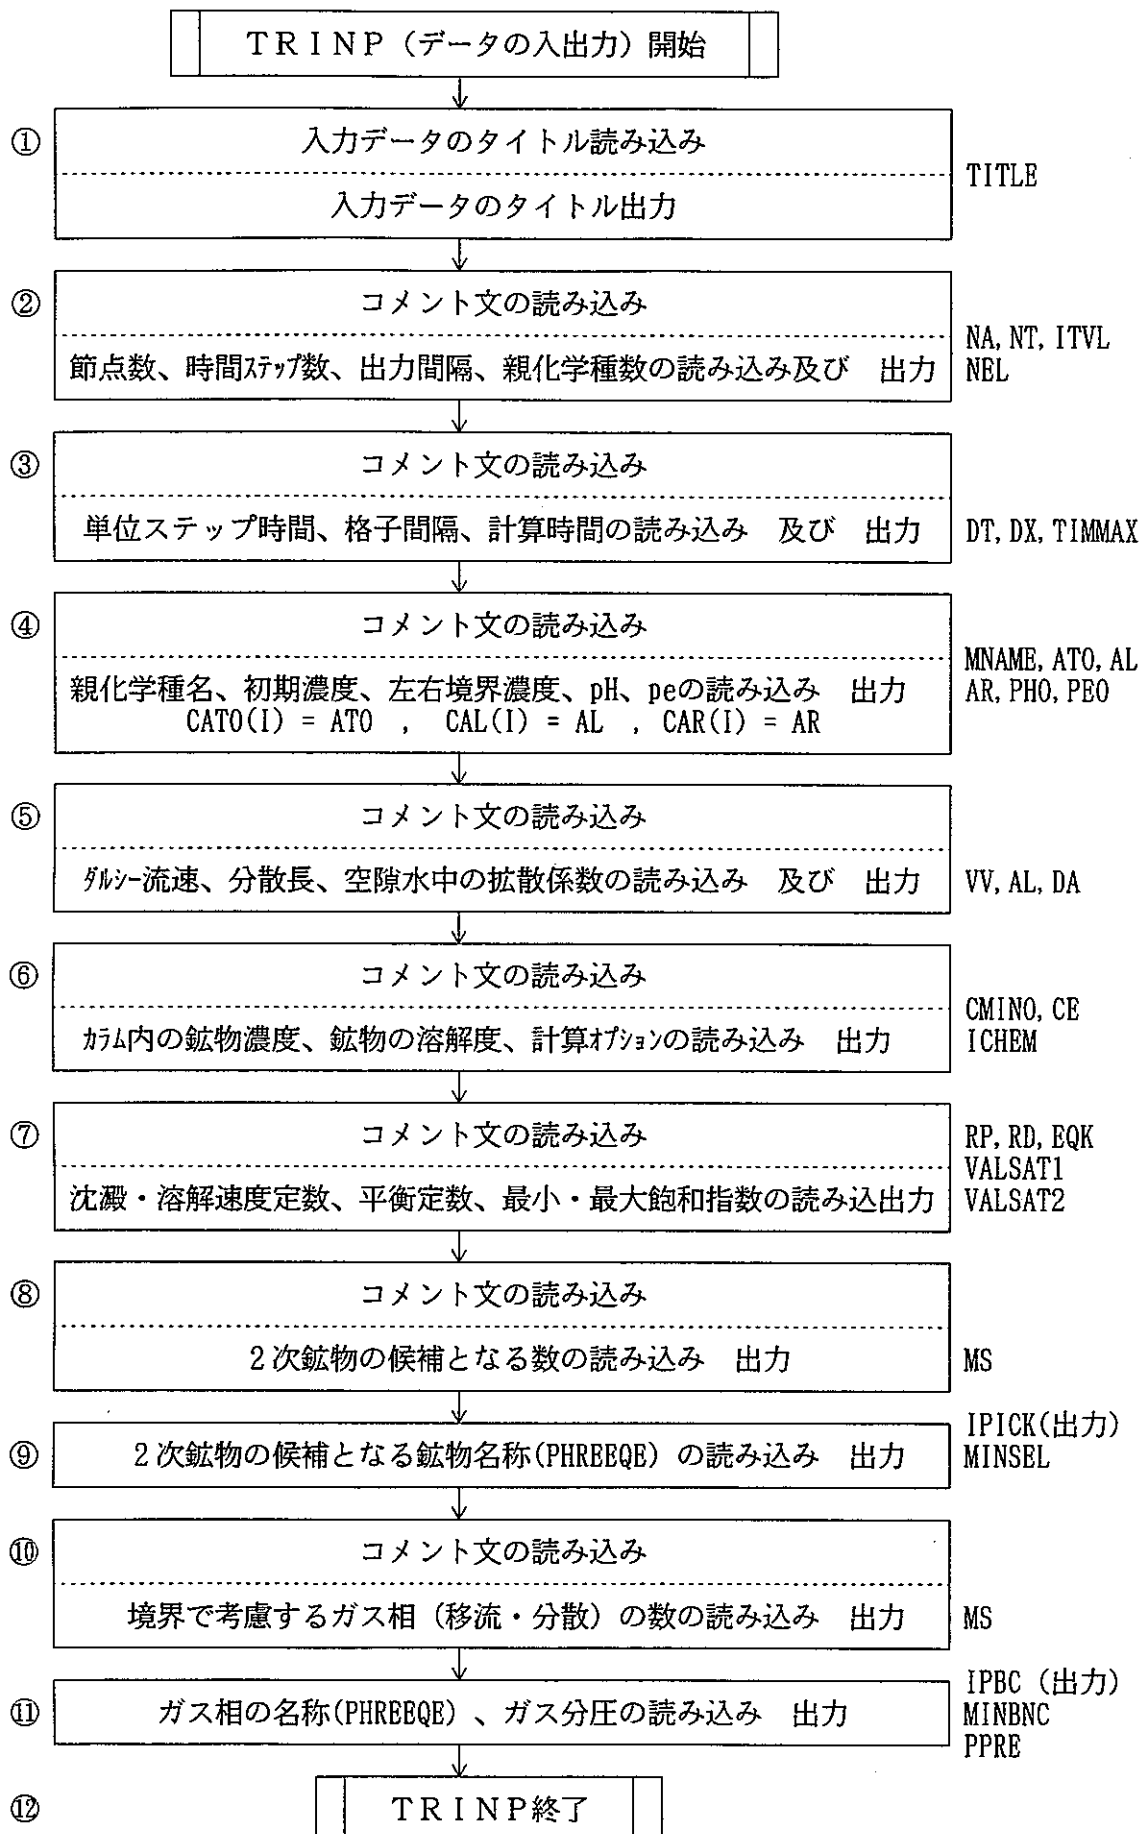 TRINP（データの入出力）開始
①
入力データのタイトル読み込み
TITLE
入力データのタイトル出力
②
コメント文の読み込み
NA, NT, ITVL
節点数、時間ステップ数、出力間隔、親化学種数の読み込み及び　出力
NEL
③
コメント文の読み込み
単位ステップ時間、格子間隔、計算時間の読み込み　及び　出力
DT, DX, TIMMAX
④
コメント文の読み込み
MNAME, ATO, AL
親化学種名、初期濃度、左右境界濃度、pH、peの読み込み　出力
AR, PHO, PEO
CATO(I) = ATO , CAL(I) = AL , CAR(I) = AR
⑤
コメント文の読み込み
ダルシー流速、分散長、空隙水中の拡散係数の読み込み　及び　出力
VV, AL, DA
⑥
コメント文の読み込み
CMINO, CE
カラム内の鉱物濃度、鉱物の溶解度、計算オプションの読み込み　出力
ICHEM
⑦
コメント文の読み込み
RP, RD, EQK
VALSAT1
沈澱・溶解速度定数、平衡定数、最小・最大飽和指数の読み込出力
VALSAT2
⑧
コメント文の読み込み
2次鉱物の候補となる数の読み込み　出力
MS
IPICK(出力)
⑨
2次鉱物の候補となる鉱物名称(PHREEQE) の読み込み　出力
MINSEL
⑩
コメント文の読み込み
境界で考慮するガス相（移流・分散）の数の読み込み　出力
MS
IPBC (出力)
⑪
ガス相の名称(PHREEQE) 、ガス分圧の読み込み　出力
MINBNC
PPRE
⑫
TRINP終了